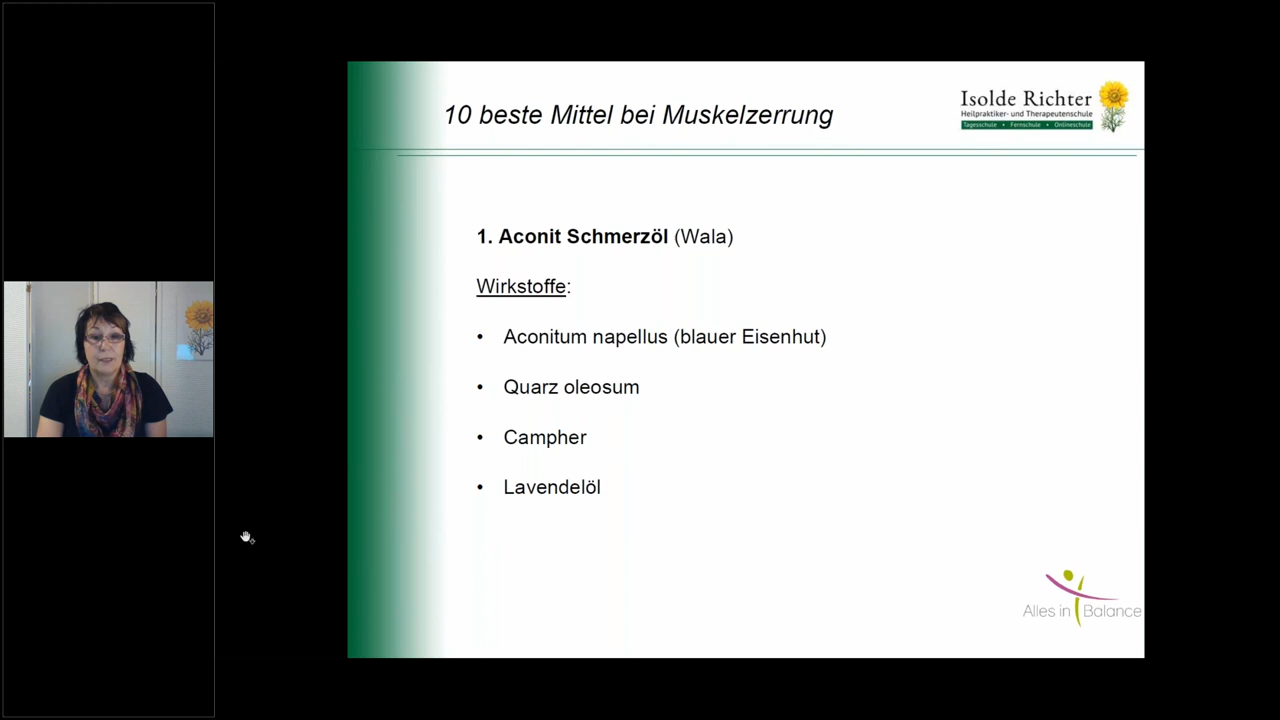 10 beste Mittel bei Muskelzerrung
Isolde Richter
Heilpraktiker- und Therapeutenschule
Tagesschule • Fernschule • Onlineschule
1. Aconit Schmerzöl (Wala)
Wirkstoffe:
• Aconitum napellus (blauer Eisenhut)
• Quarz oleosum
• Campher
• Lavendelöl
Alles in Balance